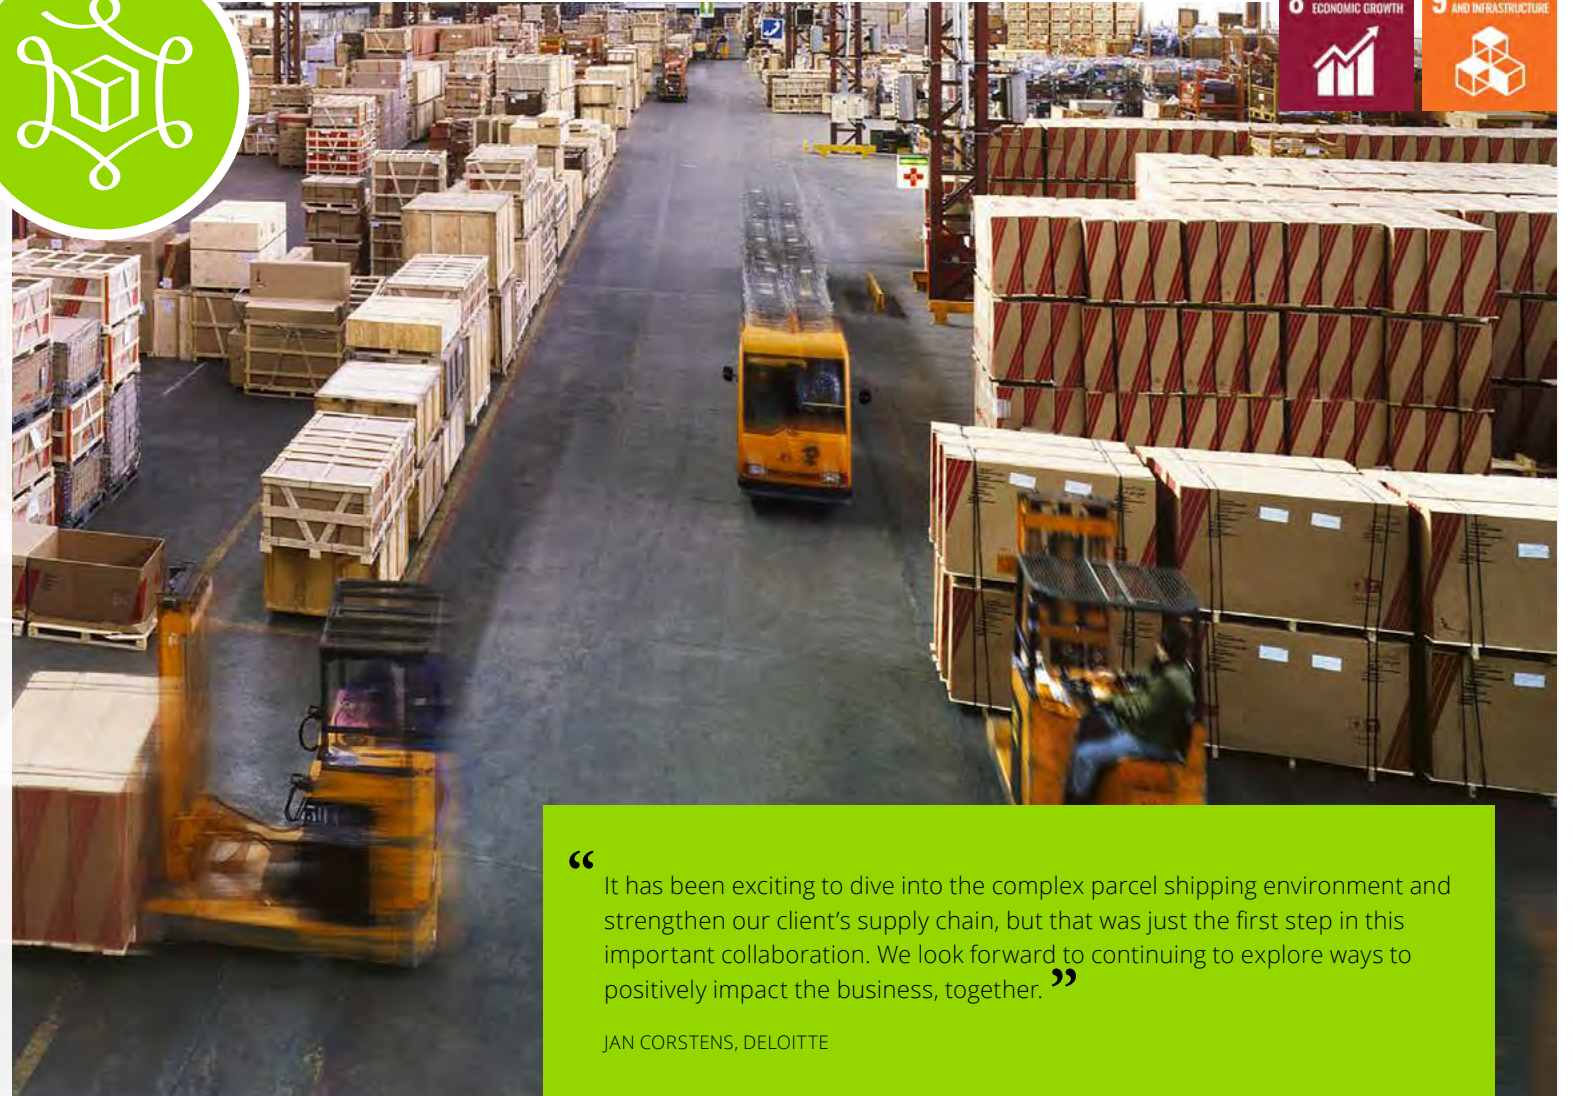 8 ECONOMIC GROWTH
9 AND INFRASTRUCTURE
“
It has been exciting to dive into the complex parcel shipping environment and
strengthen our client’s supply chain, but that was just the first step in this
important collaboration. We look forward to continuing to explore ways to
positively impact the business, together. ”
JAN CORSTENS, DELOITTE